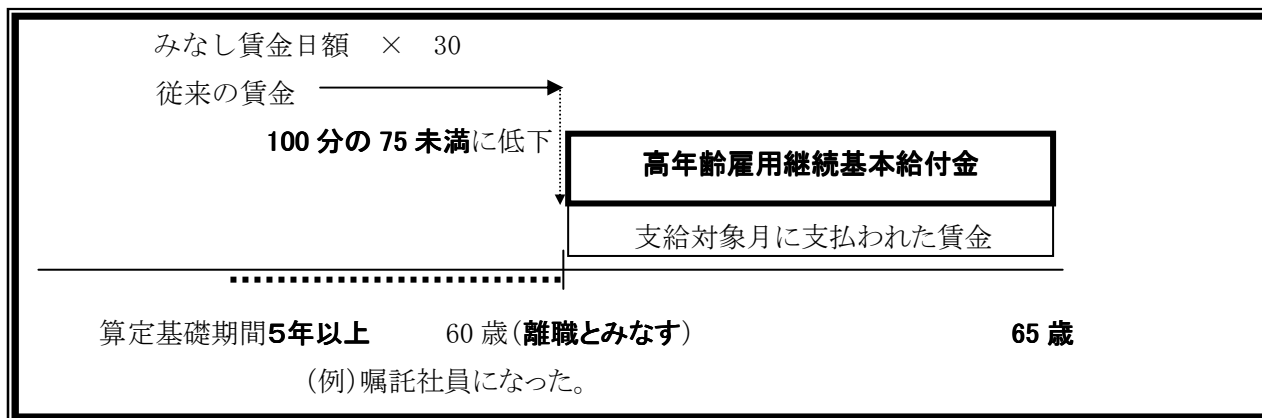 みなし賃金日額 × 30
従来の賃金
100 分の 75 未満に低下
高年齢雇用継続基本給付金
支給対象月に支払われた賃金
算定基礎期間5年以上 60 歳(離職とみなす) 65 歳
(例)嘱託社員になった。